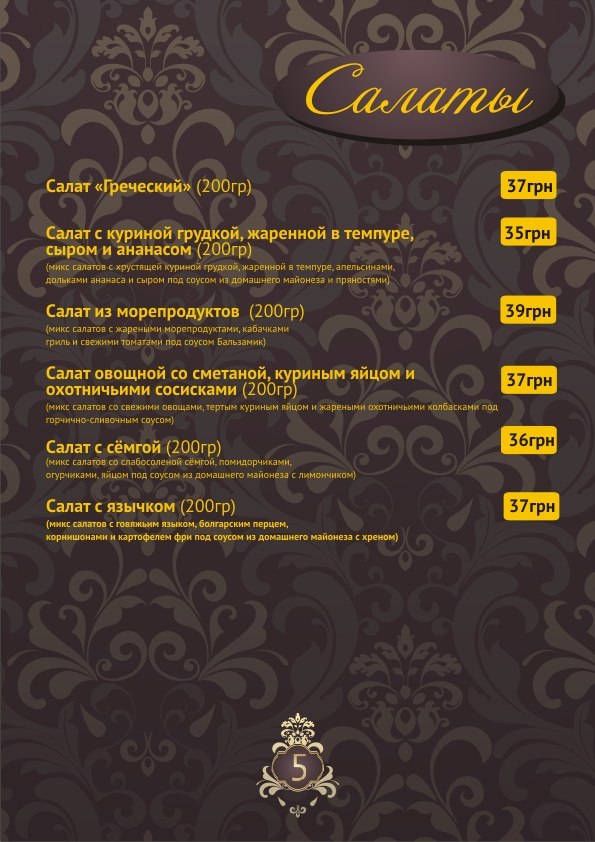 Салаты
Салат «Греческий» (200гр) 37грн
Салат с куриной грудкой, жаренной в темпуре, 35грн
сыром и ананасом (200гр)
(микс салатов с хрустящей куриной грудкой, жаренной в темпуре, апельсинами,
дольками ананаса и сыром под соусом из домашнего майонеза и пряностями)
Салат из морепродуктов (200гр) 39грн
(микс салатов с жареными морепродуктами, кабачками
гриль и свежими томатами под соусом Бальзамик)
Салат овощной со сметаной, куриным яйцом и 37грн
охотничьими сосисками (200гр)
(микс салатов со свежими овощами, тертым куриным яйцом и жареными охотничьими колбасками под
горчично-сливочным соусом)
Салат с сёмгой (200гр) 36грн
(микс салатов со слабосоленой сёмгой, помидорчиками,
огурчиками, яйцом под соусом из домашнего майонеза с лимончиком)
Салат с язычком (200гр) 37грн
(микс салатов с говяжьим языком, болгарским перцем,
корнишонами и картофелем фри под соусом из домашнего майонеза с хреном)
5